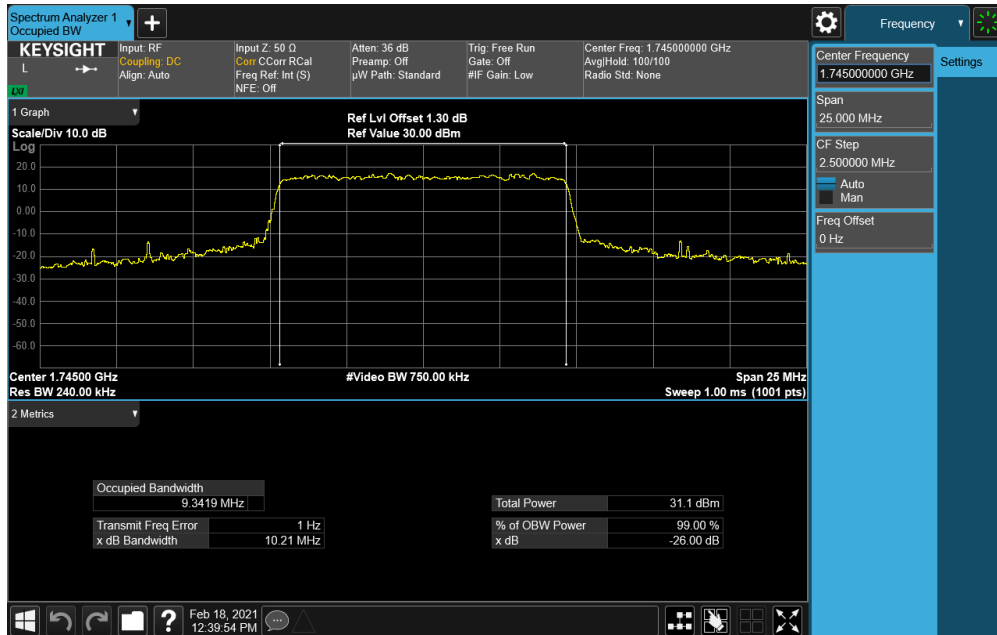 Spectrum Analyzer 1
Occupied BW
Frequency
KEYSIGHT
L
LXI
Input: RF
Coupling: DC
Align: Auto
Input Z: 50 Ω
Corr CCorr RCal
Freq Ref: Int (S)
NFE: Off
Atten: 36 dB
Preamp: Off
µW Path: Standard
Trig: Free Run
Gate: Off
#IF Gain: Low
Center Freq: 1.745000000 GHz
Avg|Hold: 100/100
Radio Std: None
Center Frequency
1.745000000 GHz
Settings
Span
25.000 MHz
CF Step
2.500000 MHz
Auto
Man
Freq Offset
0 Hz
1 Graph
Scale/Div 10.0 dB
Ref Lvl Offset 1.30 dB
Ref Value 30.00 dBm
Log
20.0
10.0
0.00
-10.0
-20.0
-30.0
-40.0
-50.0
-60.0
Center 1.74500 GHz
#Video BW 750.00 kHz
Span 25 MHz
Res BW 240.00 kHz
Sweep 1.00 ms (1001 pts)
2 Metrics
Occupied Bandwidth
9.3419 MHz
Total Power 31.1 dBm
Transmit Freq Error 1 Hz
% of OBW Power 99.00 %
x dB Bandwidth 10.21 MHz
x dB -26.00 dB
?
Feb 18, 2021
12:39:54 PM